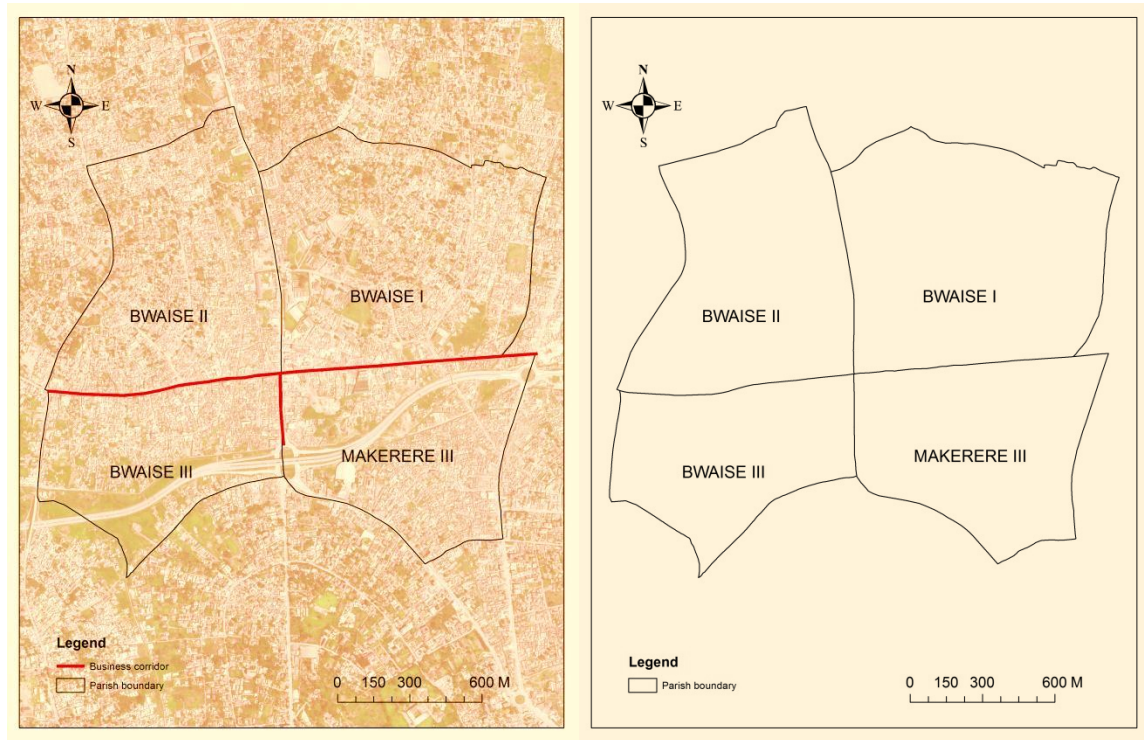 N
W E
S
BWAISE I
BWAISE II
BWAISE III
MAKERERE III
Legend
Business corridor
Parish boundary
0 150 300 600 M
N
W E
S
BWAISE I
BWAISE II
BWAISE III
MAKERERE III
Legend
Parish boundary
0 150 300 600 M